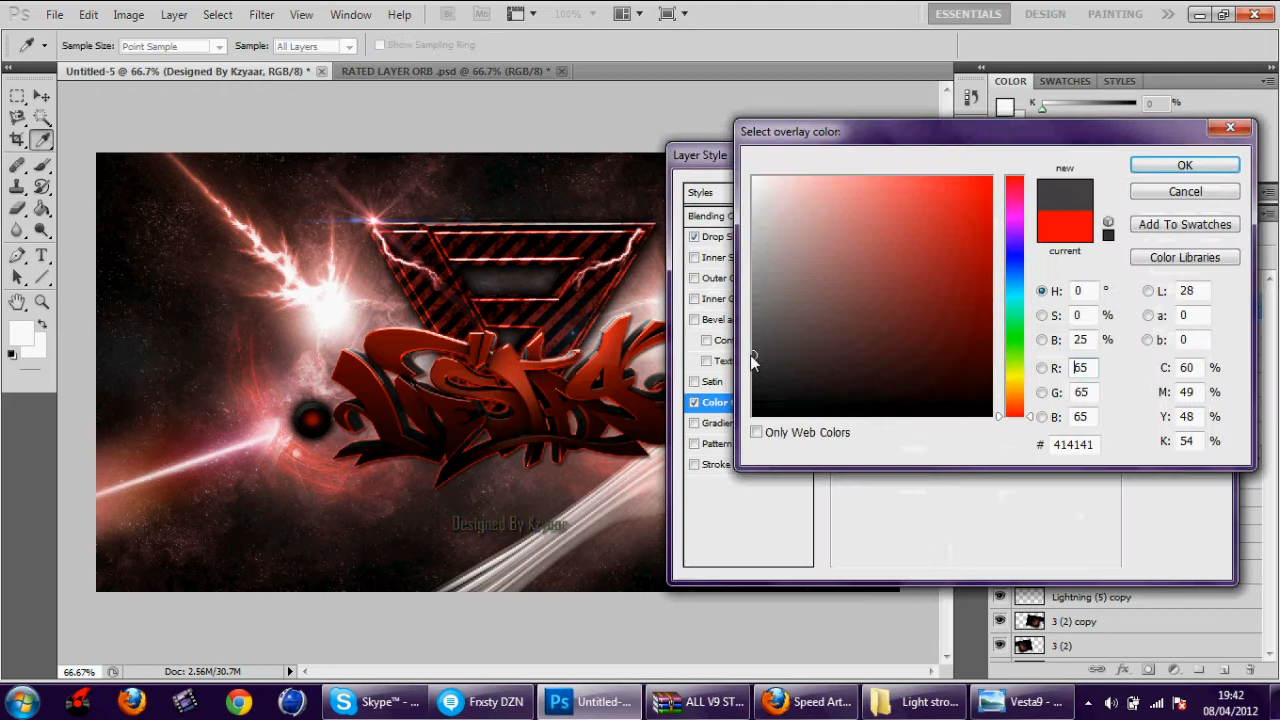 Ps File Edit Image Layer Select Filter View Window Help Br Mb 100% ESSENTIALS DESIGN PAINTING
Sample Size: Point Sample Sample: All Layers Show Sampling Ring
Untitled-5 @ 66.7% (Designed By Kzyaar, RGB/8) * RATED LAYER ORB .psd @ 66.7% (RGB/8) *
COLOR SWATCHES STYLES
K 0 %
Layer Style
Styles
Blending O
Drop S
Inner S
Outer G
Inner G
Bevel a
Con
Text
Satin
Color O
Gradien
Pattern
Stroke
Select overlay color:
new
current
OK
Cancel
Add To Swatches
Color Libraries
H: 0 ° L: 28
S: 0 % a: 0
B: 25 % b: 0
R: 65 C: 60 %
G: 65 M: 49 %
B: 65 Y: 48 %
# 414141 K: 54 %
Only Web Colors
Designed By Kzyaar
Lightning (5) copy
3 (2) copy
3 (2)
66.67% Doc: 2.56M/30.7M
Skype™ - ... Frxsty DZN Untitled-... ALL V9 ST... Speed Art... Light stro... Vesta9 - ...
19:42
08/04/2012